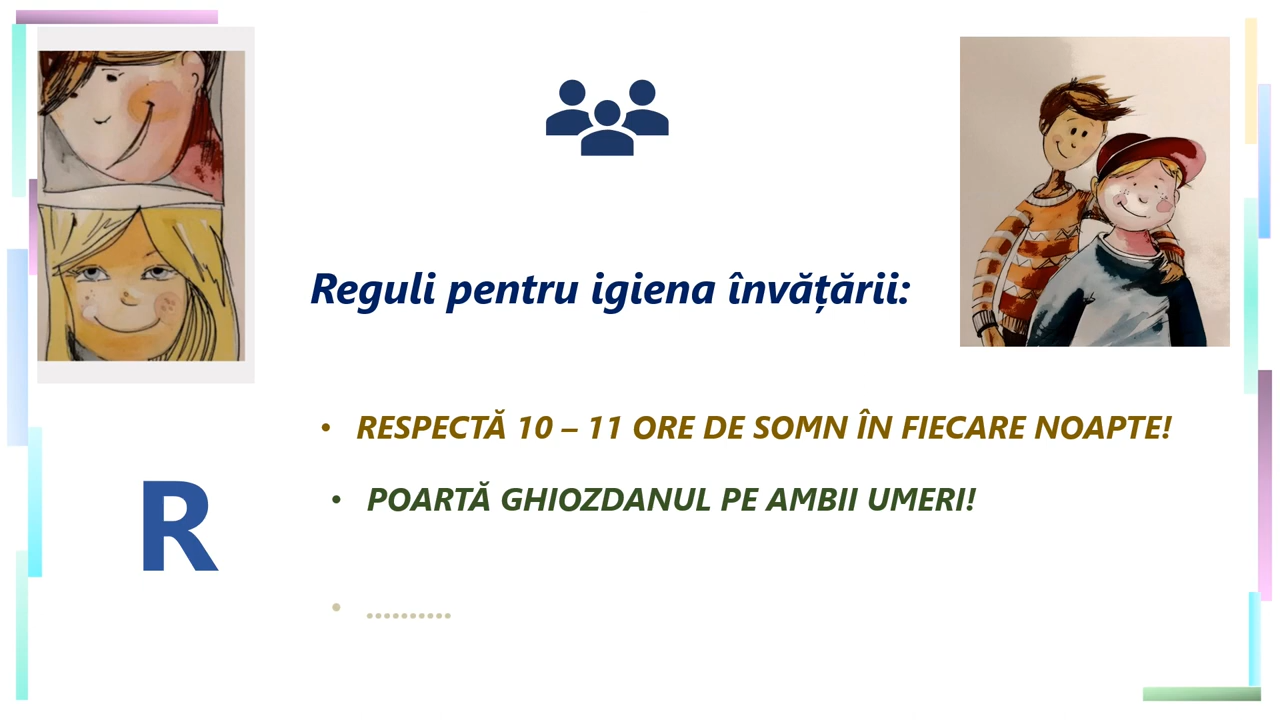 Reguli pentru igiena învățării:
• RESPECTĂ 10 – 11 ORE DE SOMN ÎN FIECARE NOAPTE!
• POARTĂ GHIOZDANUL PE AMBII UMERI!
R
• ..........